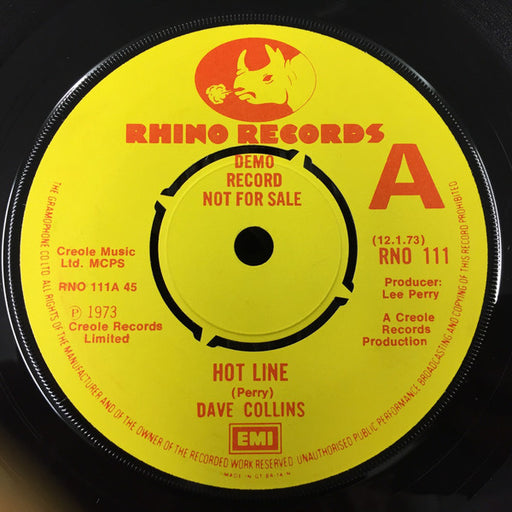 RHINO RECORDS
DEMO
RECORD
NOT FOR SALE
A
(12.1.73)
RNO 111
Creole Music
Ltd. MCPS
RNO 111A 45
Ⓟ 1973
Creole Records
Limited
Producer:
Lee Perry
A Creole
Records
Production
HOT LINE
(Perry)
DAVE COLLINS
EMI
THE GRAMOPHONE CO LTD. ALL RIGHTS OF THE MANUFACTURER AND OF THE OWNER OF THE RECORDED WORK RESERVED. UNAUTHORISED PUBLIC PERFORMANCE, BROADCASTING AND COPYING OF THIS RECORD PROHIBITED
MADE IN GT